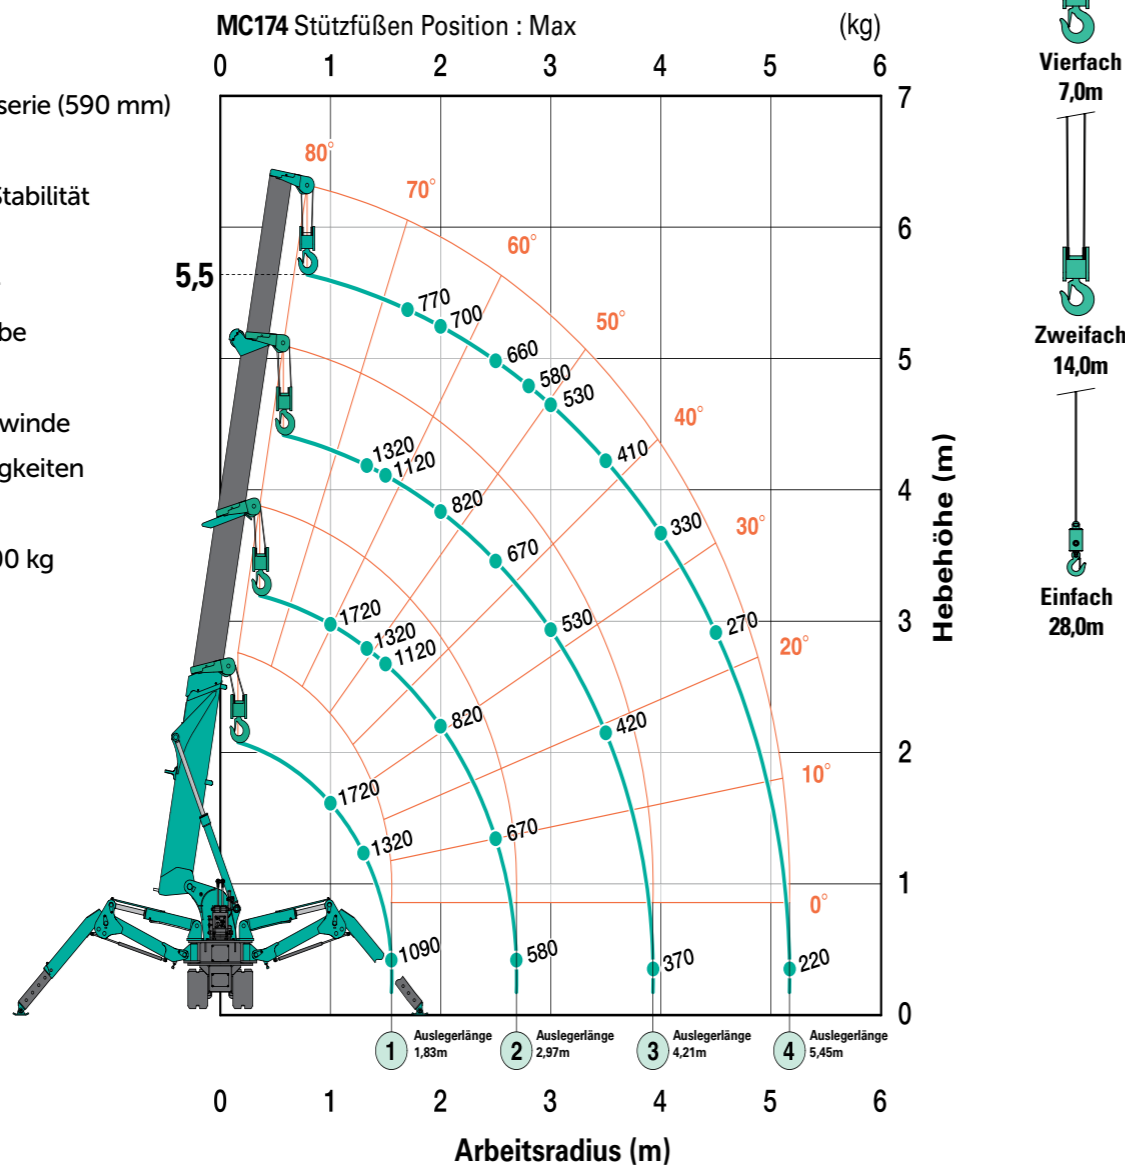 MC174 Stützfüßen Position : Max (kg)
0 1 2 3 4 5 6
serie (590 mm)
Stabilität
be
winde
gkeiten
00 kg
5,5
7
6
5
4
3
2
1
0
Hebehöhe (m)
80°
70°
60°
50°
40°
30°
20°
10°
0°
770
700
660
580
530
410
330
270
220
1320
1120
820
670
530
420
370
1720
1320
1120
820
670
580
1720
1320
1090
1 Auslegerlänge
1,83m
2 Auslegerlänge
2,97m
3 Auslegerlänge
4,21m
4 Auslegerlänge
5,45m
0 1 2 3 4 5 6
Arbeitsradius (m)
Vierfach
7,0m
Zweifach
14,0m
Einfach
28,0m